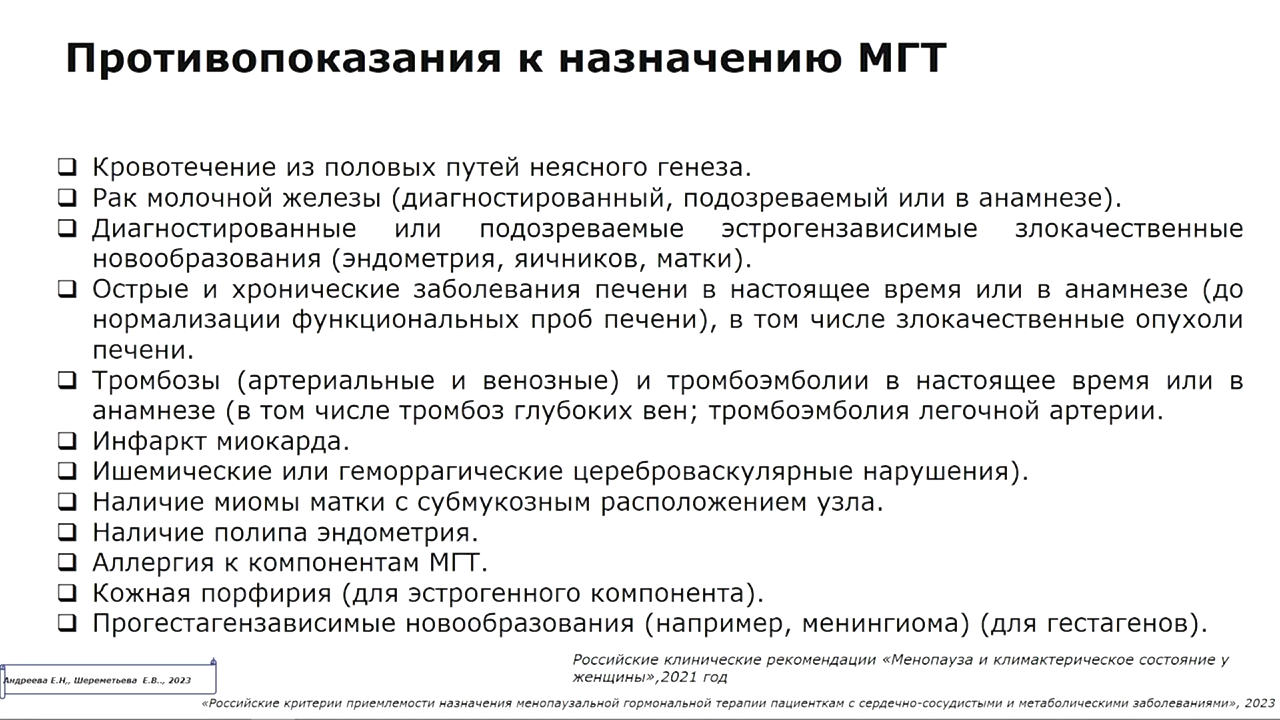 Противопоказания к назначению МГТ
❑ Кровотечение из половых путей неясного генеза.
❑ Рак молочной железы (диагностированный, подозреваемый или в анамнезе).
❑ Диагностированные или подозреваемые эстрогензависимые злокачественные
новообразования (эндометрия, яичников, матки).
❑ Острые и хронические заболевания печени в настоящее время или в анамнезе (до
нормализации функциональных проб печени), в том числе злокачественные опухоли
печени.
❑ Тромбозы (артериальные и венозные) и тромбоэмболии в настоящее время или в
анамнезе (в том числе тромбоз глубоких вен; тромбоэмболия легочной артерии.
❑ Инфаркт миокарда.
❑ Ишемические или геморрагические цереброваскулярные нарушения).
❑ Наличие миомы матки с субмукозным расположением узла.
❑ Наличие полипа эндометрия.
❑ Аллергия к компонентам МГТ.
❑ Кожная порфирия (для эстрогенного компонента).
❑ Прогестагензависимые новообразования (например, менингиома) (для гестагенов).
Российские клинические рекомендации «Менопауза и климактерическое состояние у
женщины»,2021 год
Андреева Е.Н,, Шереметьева Е.В.., 2023
«Российские критерии приемлемости назначения менопаузальной гормональной терапии пациенткам с сердечно-сосудистыми и метаболическими заболеваниями», 2023